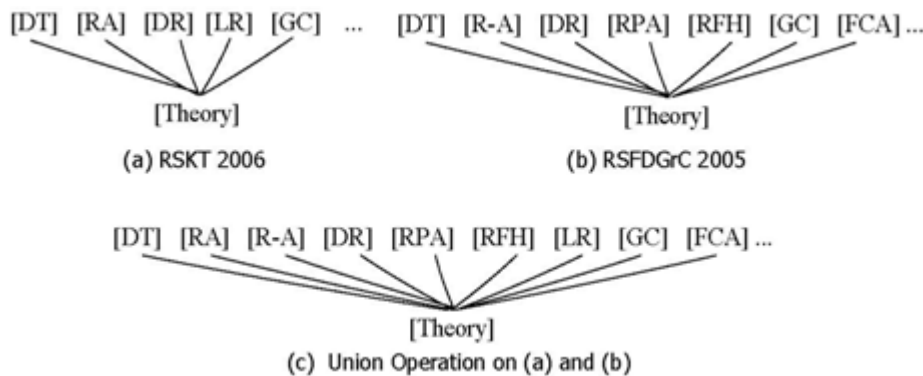 [DT] [RA] [DR] [LR] [GC] ...
[Theory]
(a) RSKT 2006
[DT] [R-A] [DR] [RPA] [RFH] [GC] [FCA] ...
[Theory]
(b) RSFDGrC 2005
[DT] [RA] [R-A] [DR] [RPA] [RFH] [LR] [GC] [FCA] ...
[Theory]
(c) Union Operation on (a) and (b)